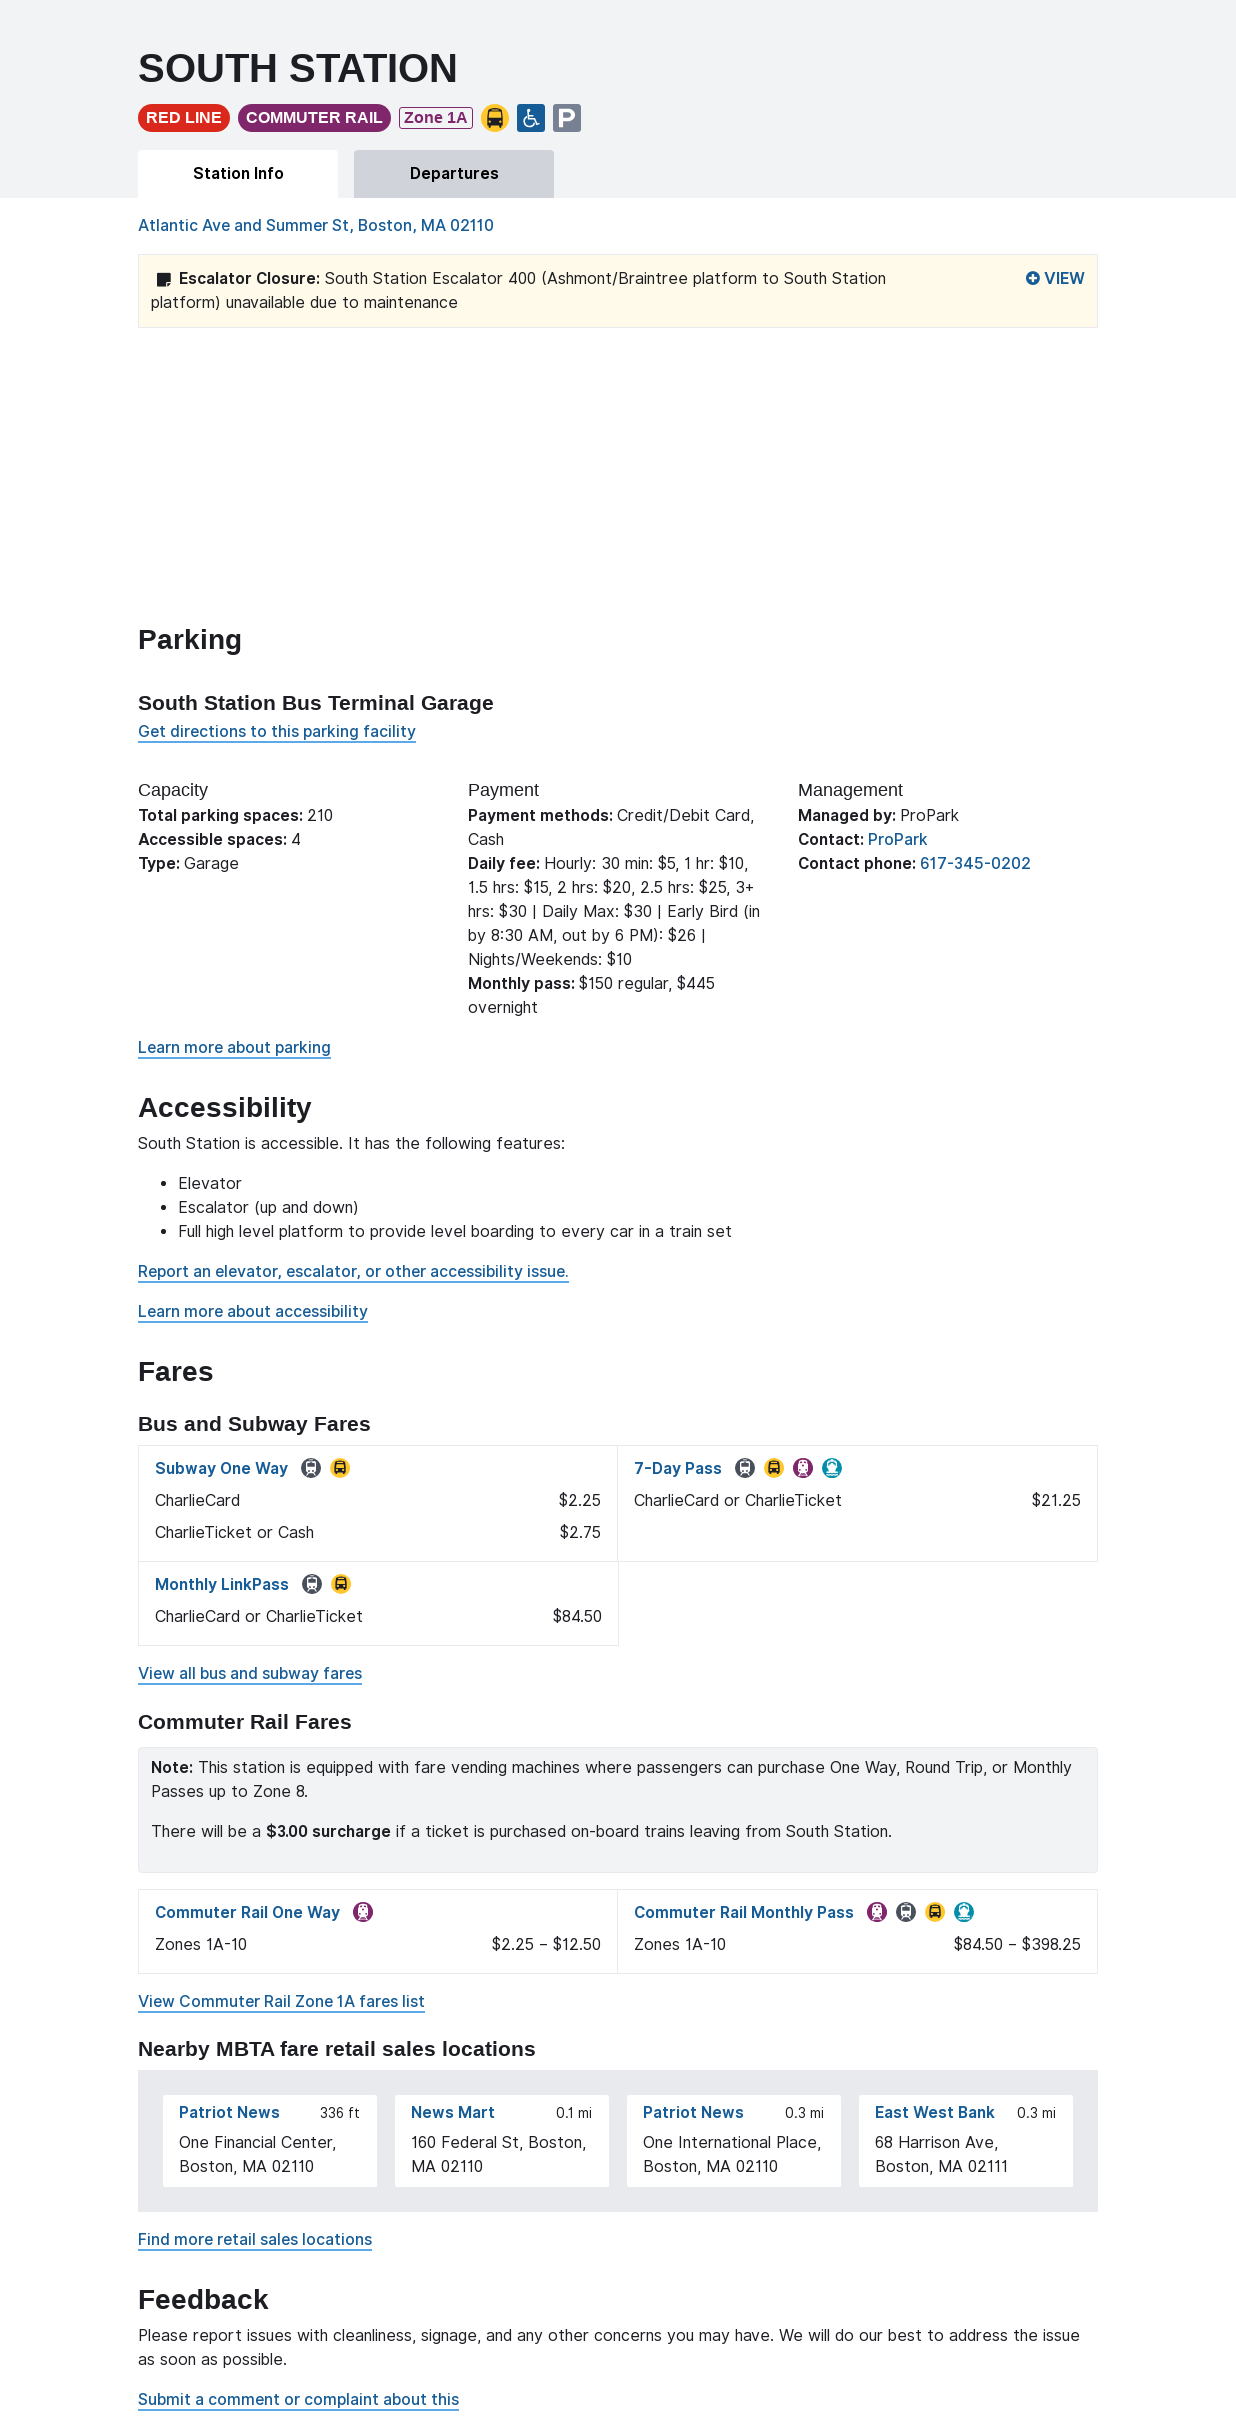 SOUTH STATION
RED LINE COMMUTER RAIL Zone 1A P
Station Info Departures
Atlantic Ave and Summer St, Boston, MA 02110
Escalator Closure: South Station Escalator 400 (Ashmont/Braintree platform to South Station VIEW
platform) unavailable due to maintenance
Parking
South Station Bus Terminal Garage
Get directions to this parking facility
Capacity
Total parking spaces: 210
Accessible spaces: 4
Type: Garage
Payment
Payment methods: Credit/Debit Card,
Cash
Daily fee: Hourly: 30 min: $5, 1 hr: $10,
1.5 hrs: $15, 2 hrs: $20, 2.5 hrs: $25, 3+
hrs: $30 | Daily Max: $30 | Early Bird (in
by 8:30 AM, out by 6 PM): $26 |
Nights/Weekends: $10
Monthly pass: $150 regular, $445
overnight
Management
Managed by: ProPark
Contact: ProPark
Contact phone: 617-345-0202
Learn more about parking
Accessibility
South Station is accessible. It has the following features:
• Elevator
• Escalator (up and down)
• Full high level platform to provide level boarding to every car in a train set
Report an elevator, escalator, or other accessibility issue.
Learn more about accessibility
Fares
Bus and Subway Fares
Subway One Way
CharlieCard $2.25
CharlieTicket or Cash $2.75
7-Day Pass
CharlieCard or CharlieTicket $21.25
Monthly LinkPass
CharlieCard or CharlieTicket $84.50
View all bus and subway fares
Commuter Rail Fares
Note: This station is equipped with fare vending machines where passengers can purchase One Way, Round Trip, or Monthly
Passes up to Zone 8.
There will be a $3.00 surcharge if a ticket is purchased on-board trains leaving from South Station.
Commuter Rail One Way
Zones 1A-10 $2.25 – $12.50
Commuter Rail Monthly Pass
Zones 1A-10 $84.50 – $398.25
View Commuter Rail Zone 1A fares list
Nearby MBTA fare retail sales locations
Patriot News 336 ft
One Financial Center,
Boston, MA 02110
News Mart 0.1 mi
160 Federal St, Boston,
MA 02110
Patriot News 0.3 mi
One International Place,
Boston, MA 02110
East West Bank 0.3 mi
68 Harrison Ave,
Boston, MA 02111
Find more retail sales locations
Feedback
Please report issues with cleanliness, signage, and any other concerns you may have. We will do our best to address the issue
as soon as possible.
Submit a comment or complaint about this